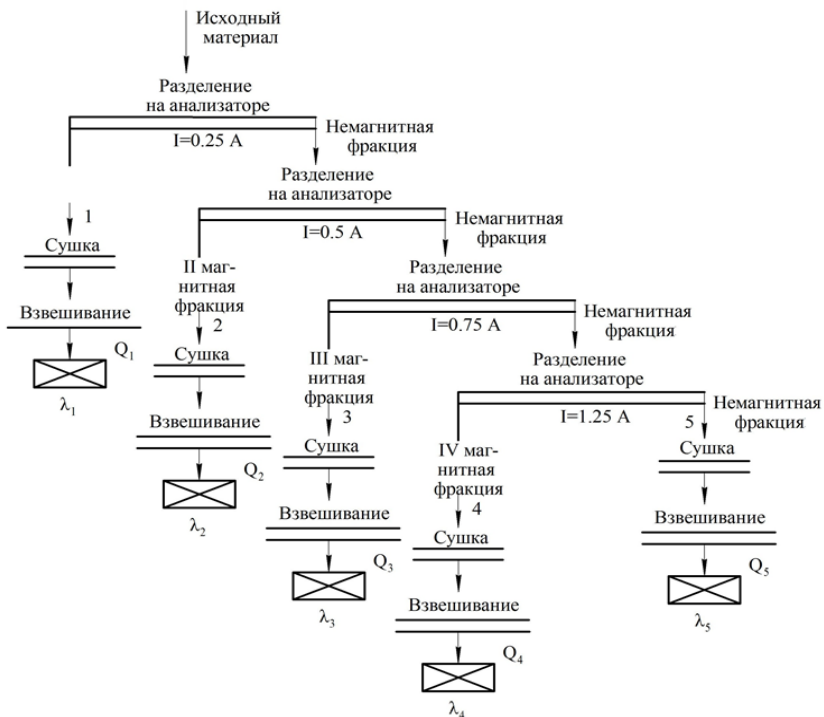 Исходный
материал
Разделение
на анализаторе
I=0.25 А
Немагнитная
фракция
1
Сушка
Взвешивание
Q1
λ1
Разделение
на анализаторе
I=0.5 А
Немагнитная
фракция
II маг-
нитная
фракция
2
Сушка
Взвешивание
Q2
λ2
Разделение
на анализаторе
I=0.75 А
Немагнитная
фракция
III маг-
нитная
фракция
3
Сушка
Взвешивание
Q3
λ3
Разделение
на анализаторе
I=1.25 А
Немагнитная
фракция
IV маг-
нитная
фракция
4
Сушка
Взвешивание
Q4
λ4
5
Сушка
Взвешивание
Q5
λ5